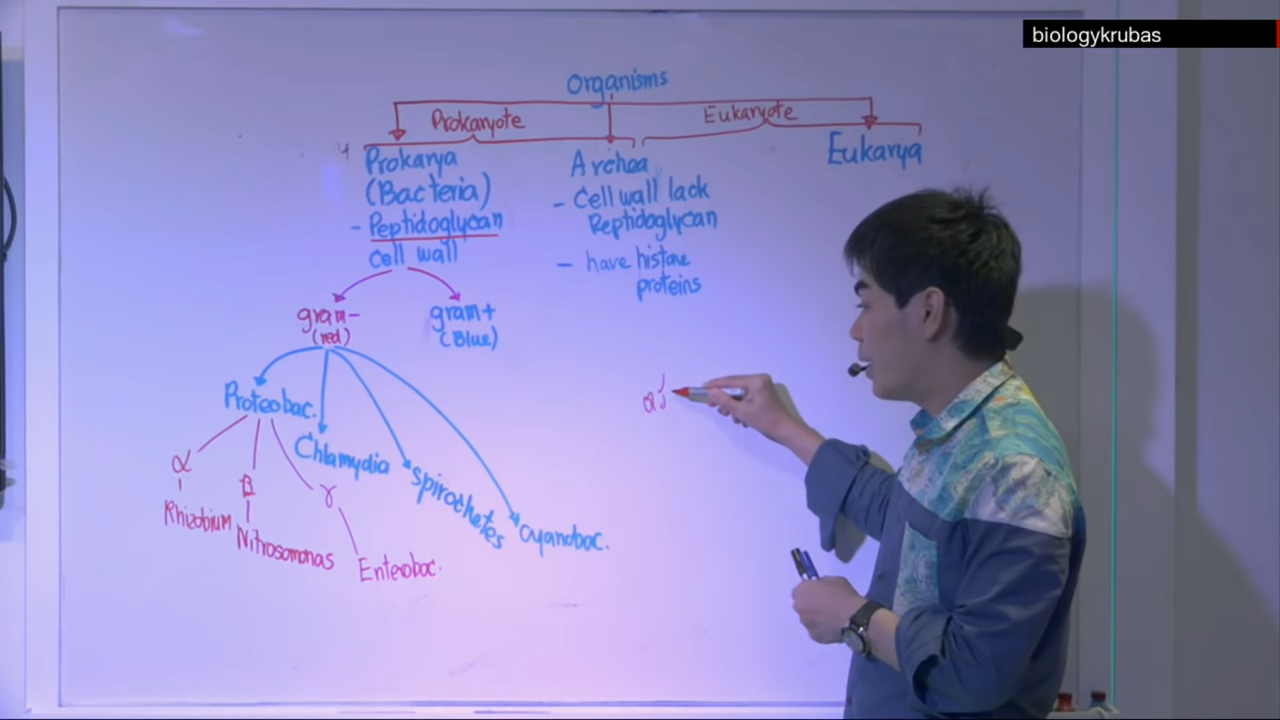 biologykrubas
Organisms
Prokaryote
Eukaryote
Prokarya
(Bacteria)
- Peptidoglycan
cell wall
Archea
- Cell wall lack
Peptidoglycan
- have histone
proteins
Eukarya
gram-
(red)
gram+
(Blue)
Proteobac.
Chlamydia
Spirochetes
Cyanobac.
α
β
γ
Rhizobium
Nitrosomonas
Enterobac.